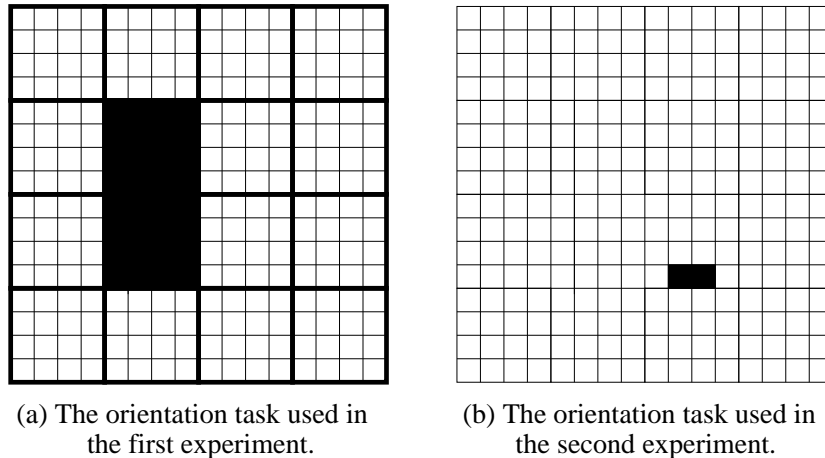 (a) The orientation task used in
the first experiment.
(b) The orientation task used in
the second experiment.